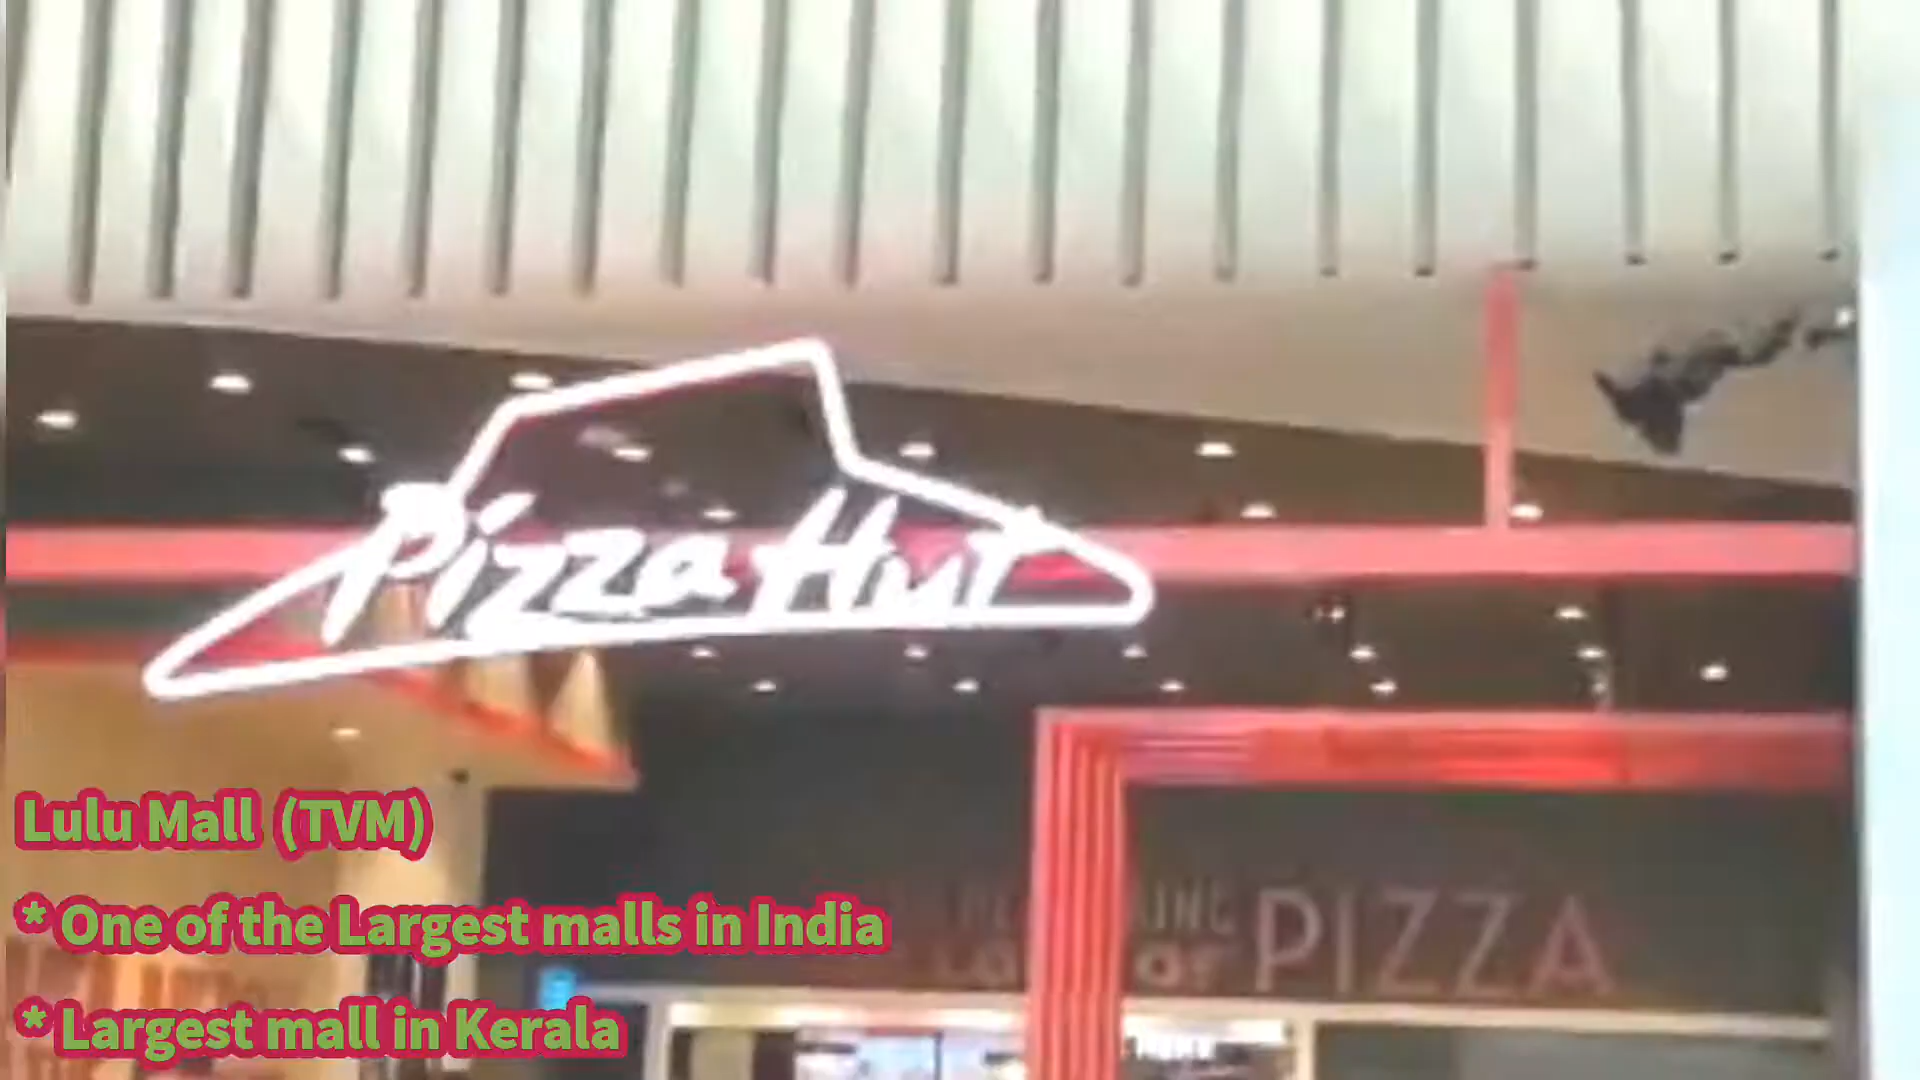 Pizza Hut
PIZZA
Lulu Mall (TVM)
* One of the Largest malls in India
* Largest mall in Kerala